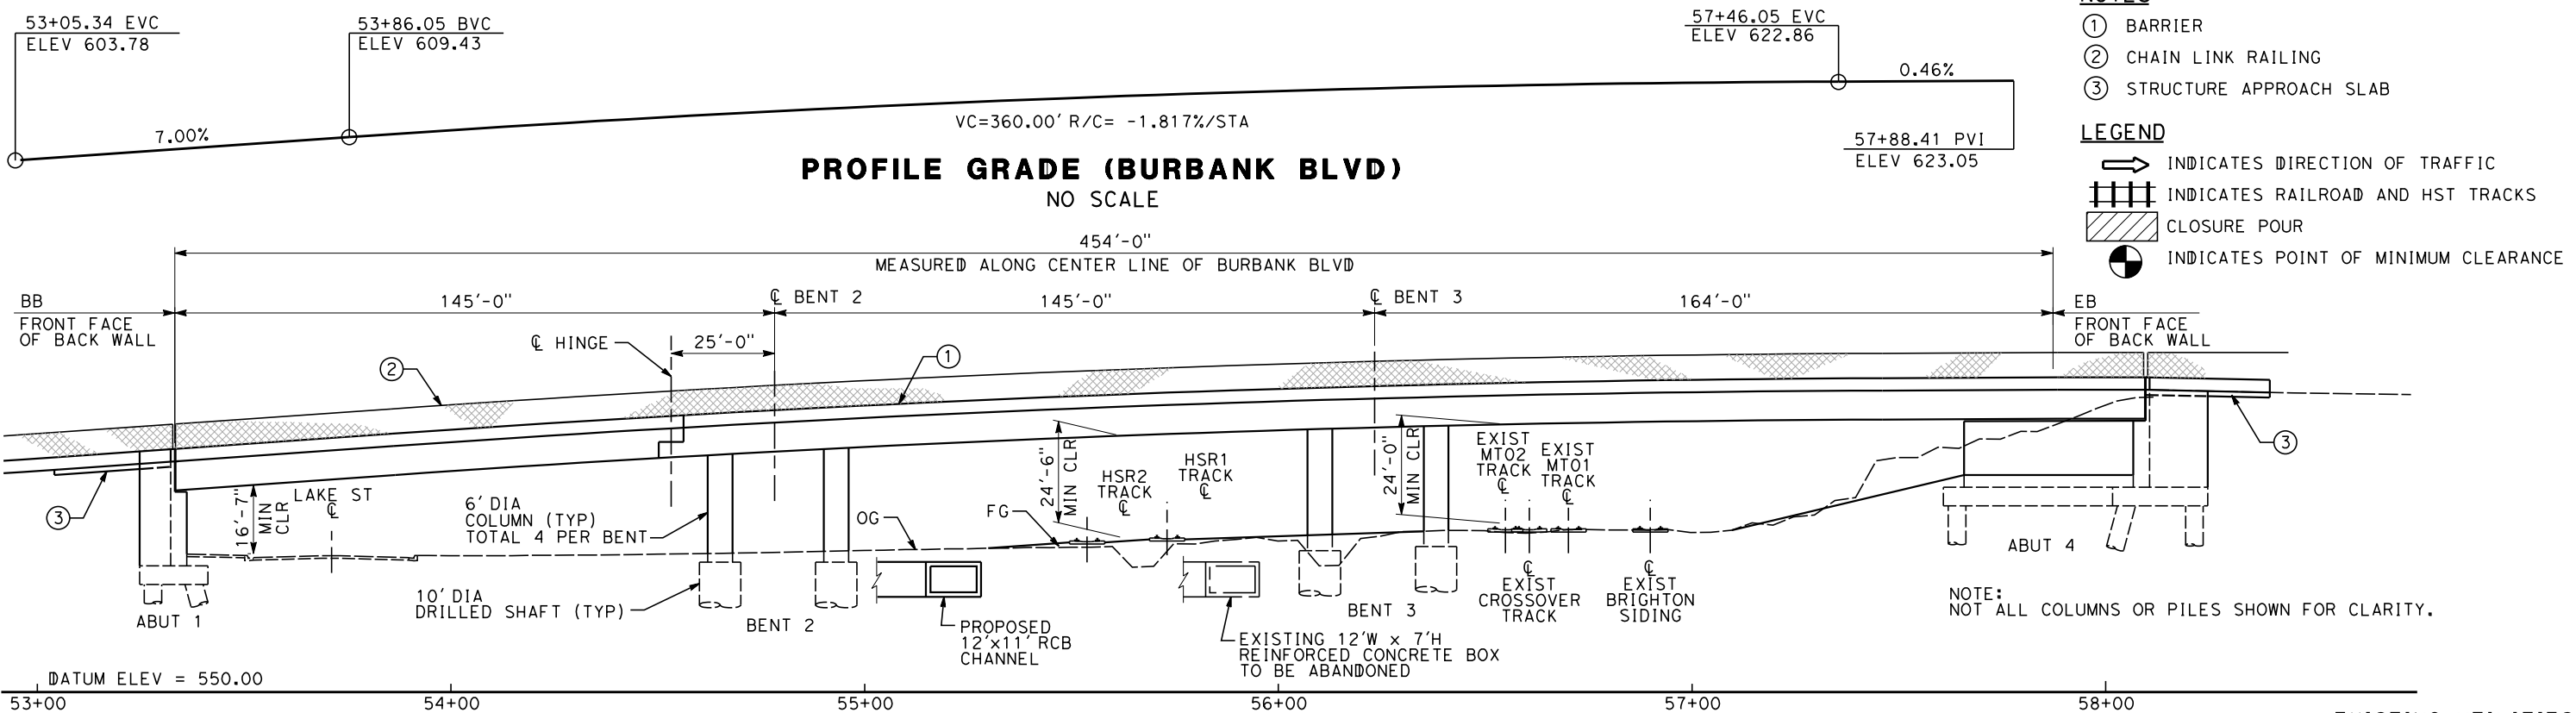 53+05.34 EVC
ELEV 603.78
53+86.05 BVC
ELEV 609.43
57+46.05 EVC
ELEV 622.86
7.00%
VC=360.00' R/C= -1.817%/STA
0.46%
57+88.41 PVI
ELEV 623.05
PROFILE GRADE (BURBANK BLVD)
NO SCALE
NOTES
1 BARRIER
2 CHAIN LINK RAILING
3 STRUCTURE APPROACH SLAB
LEGEND
INDICATES DIRECTION OF TRAFFIC
INDICATES RAILROAD AND HST TRACKS
CLOSURE POUR
INDICATES POINT OF MINIMUM CLEARANCE
454'-0"
MEASURED ALONG CENTER LINE OF BURBANK BLVD
BB
FRONT FACE
OF BACK WALL
145'-0"
℄ BENT 2
145'-0"
℄ BENT 3
164'-0"
EB
FRONT FACE
OF BACK WALL
℄ HINGE
25'-0"
2
1
3
3
16'-7"
MIN
CLR
LAKE ST
℄
6' DIA
COLUMN (TYP)
TOTAL 4 PER BENT
10' DIA
DRILLED SHAFT (TYP)
OG
FG
24'-6"
MIN CLR
HSR2
TRACK
℄
HSR1
TRACK
℄
24'-0"
MIN CLR
EXIST
MT02
TRACK
℄
EXIST
MT01
TRACK
℄
℄
EXIST
CROSSOVER
TRACK
℄
EXIST
BRIGHTON
SIDING
ABUT 1
BENT 2
PROPOSED
12'x11' RCB
CHANNEL
EXISTING 12'W x 7'H
REINFORCED CONCRETE BOX
TO BE ABANDONED
BENT 3
ABUT 4
NOTE:
NOT ALL COLUMNS OR PILES SHOWN FOR CLARITY.
DATUM ELEV = 550.00
53+00
54+00
55+00
56+00
57+00
58+00